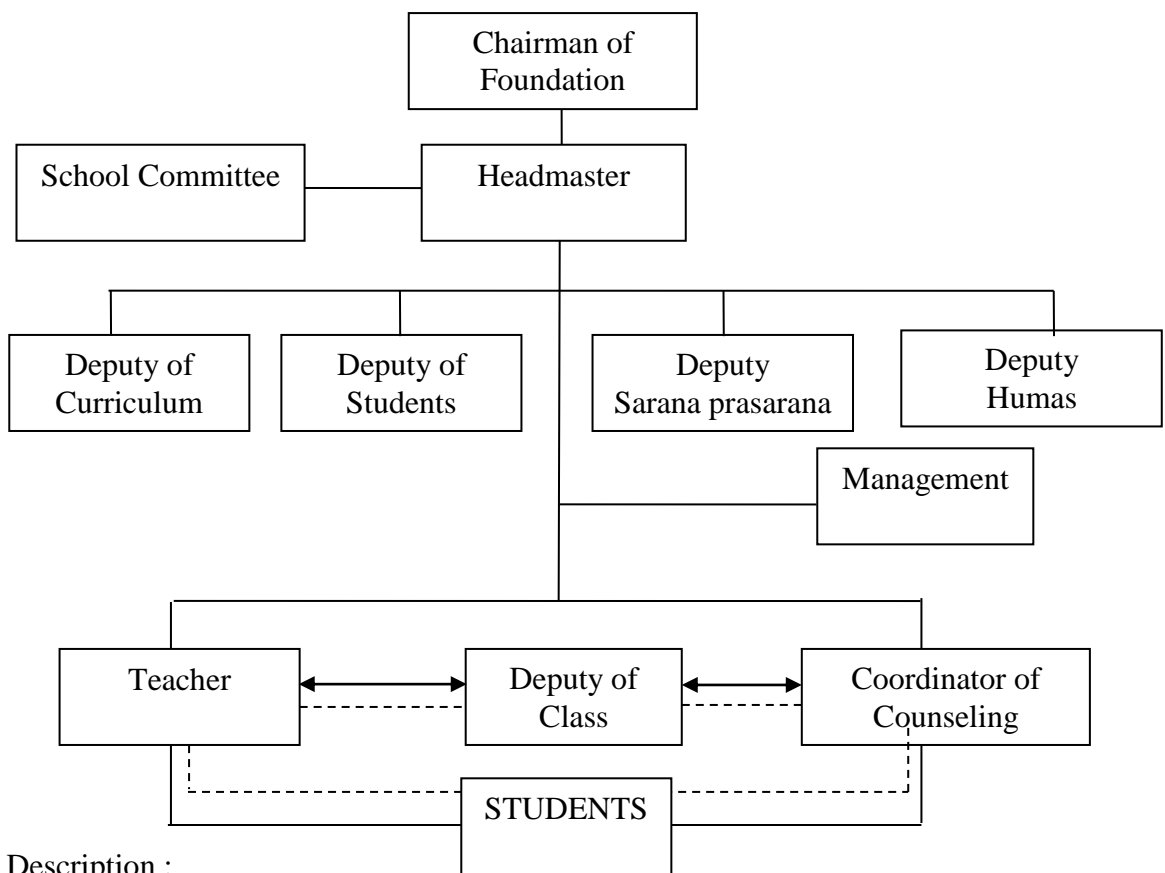 Chairman of
Foundation
School Committee
Headmaster
Deputy of
Curriculum
Deputy of
Students
Deputy
Sarana prasarana
Deputy
Humas
Management
Teacher
Deputy of
Class
Coordinator of
Counseling
STUDENTS
Description :